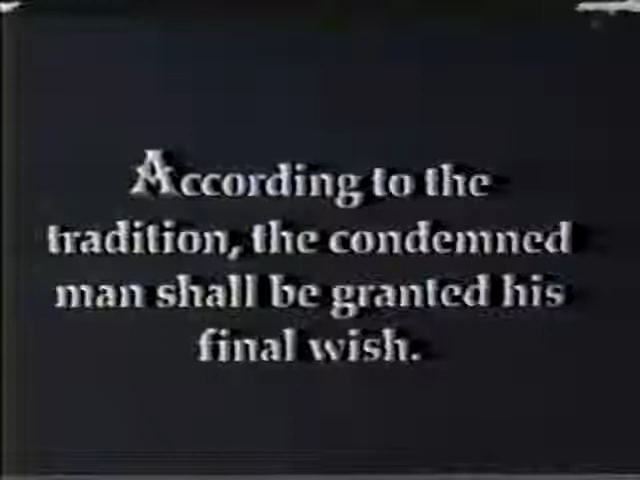 According to the
tradition, the condemned
man shall be granted his
final wish.